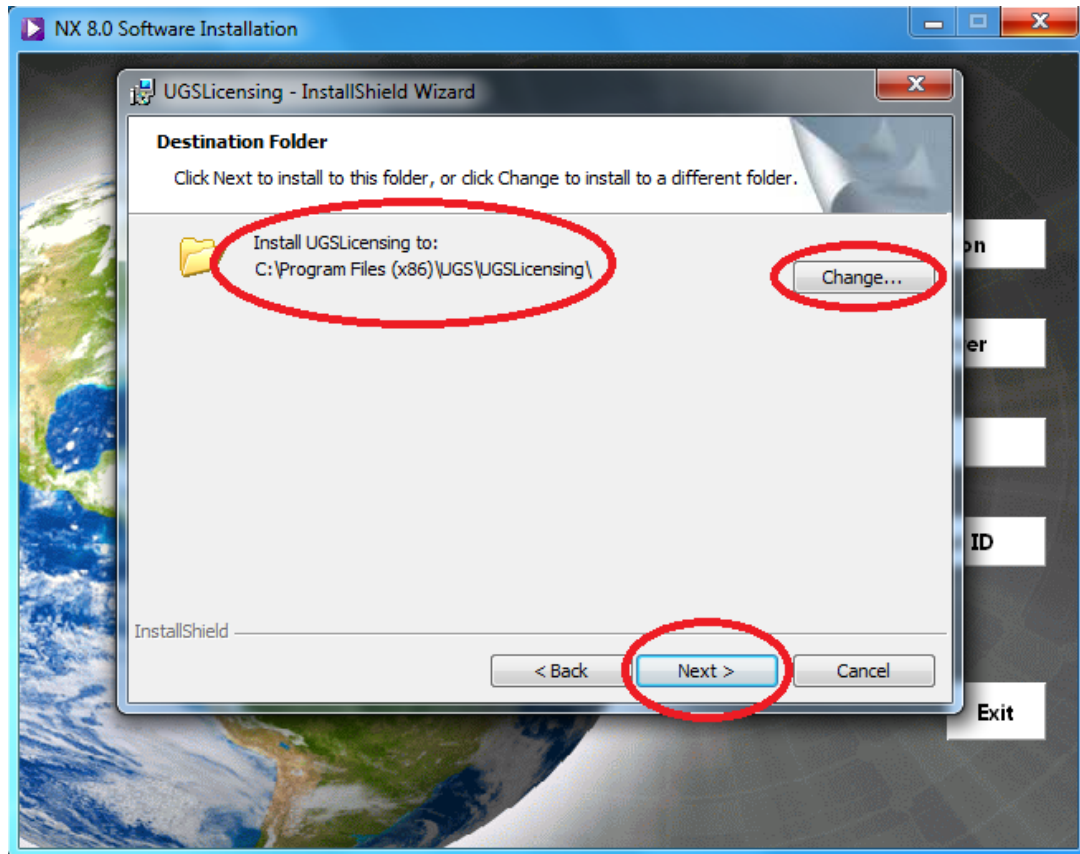 NX 8.0 Software Installation
UGSLicensing - InstallShield Wizard
Destination Folder
Click Next to install to this folder, or click Change to install to a different folder.
Install UGSLicensing to:
C:\Program Files (x86)\UGS\UGSLicensing\
Change...
ID
InstallShield
< Back
Next >
Cancel
Exit